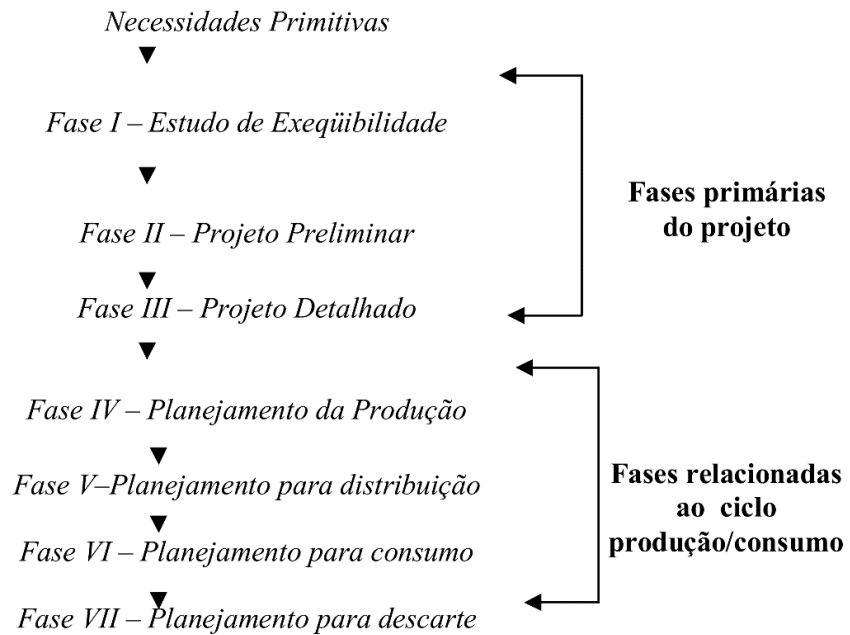 Necessidades Primitivas
Fase I – Estudo de Exeqüibilidade
Fases primárias
do projeto
Fase II – Projeto Preliminar
Fase III – Projeto Detalhado
Fase IV – Planejamento da Produção
Fase V–Planejamento para distribuição
Fases relacionadas
ao ciclo
produção/consumo
Fase VI – Planejamento para consumo
Fase VII – Planejamento para descarte